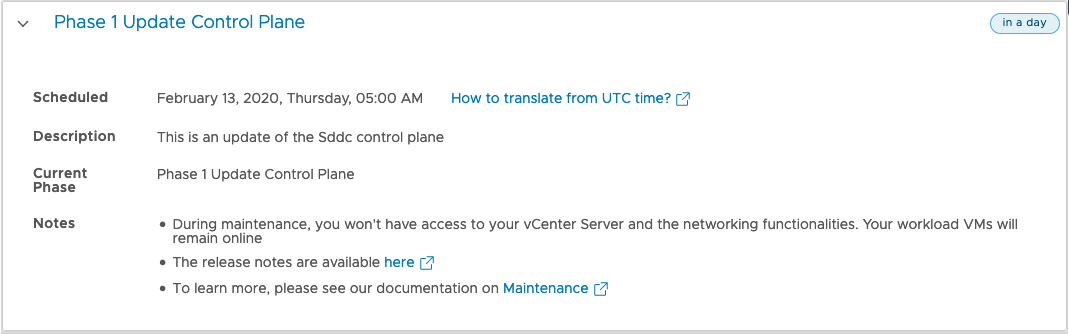 Phase 1 Update Control Plane
in a day
Scheduled
February 13, 2020, Thursday, 05:00 AM
How to translate from UTC time?
Description
This is an update of the Sddc control plane
Current
Phase
Phase 1 Update Control Plane
Notes
• During maintenance, you won't have access to your vCenter Server and the networking functionalities. Your workload VMs will
remain online
• The release notes are available here
• To learn more, please see our documentation on Maintenance